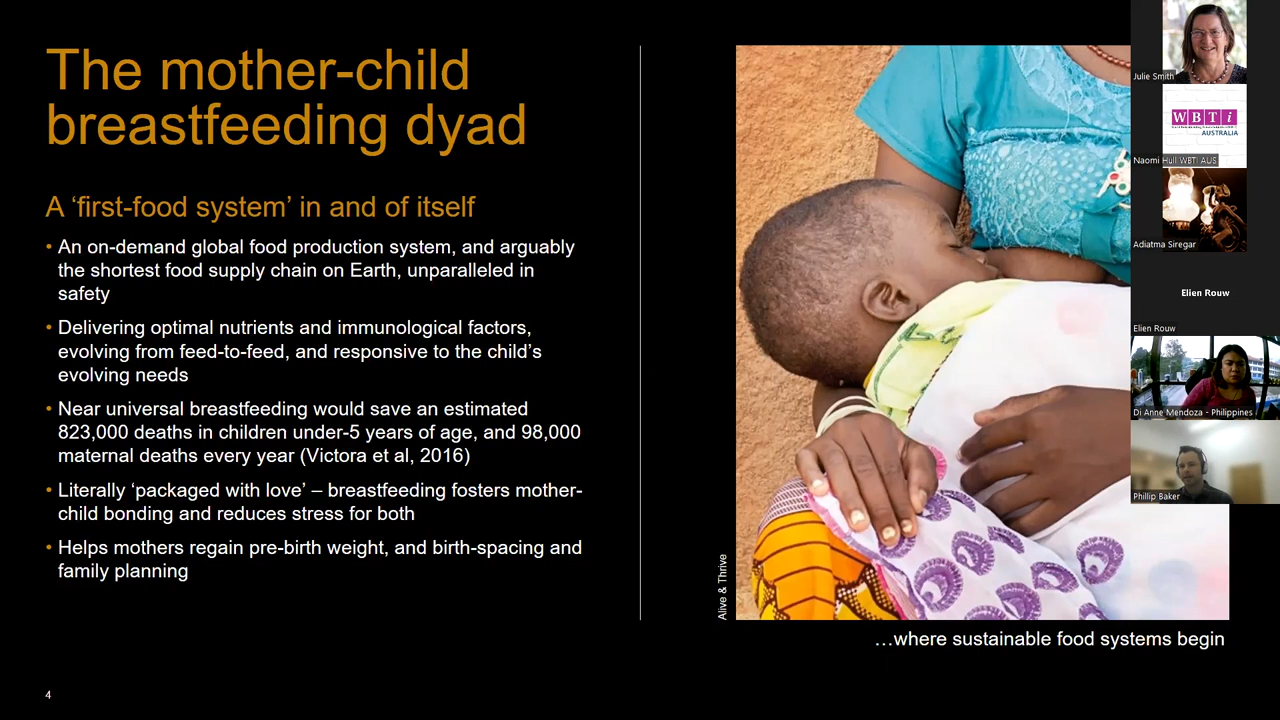 The mother-child
breastfeeding dyad
A ‘first-food system’ in and of itself
• An on-demand global food production system, and arguably
the shortest food supply chain on Earth, unparalleled in
safety
• Delivering optimal nutrients and immunological factors,
evolving from feed-to-feed, and responsive to the child’s
evolving needs
• Near universal breastfeeding would save an estimated
823,000 deaths in children under-5 years of age, and 98,000
maternal deaths every year (Victora et al, 2016)
• Literally ‘packaged with love’ – breastfeeding fosters mother-
child bonding and reduces stress for both
• Helps mothers regain pre-birth weight, and birth-spacing and
family planning
4
Alive & Thrive
…where sustainable food systems begin
Julie Smith
WBTi
AUSTRALIA
Naomi Hull WBTI AUS
Adiatma Siregar
Elien Rouw
Elien Rouw
Di Anne Mendoza - Philippines
Phillip Baker